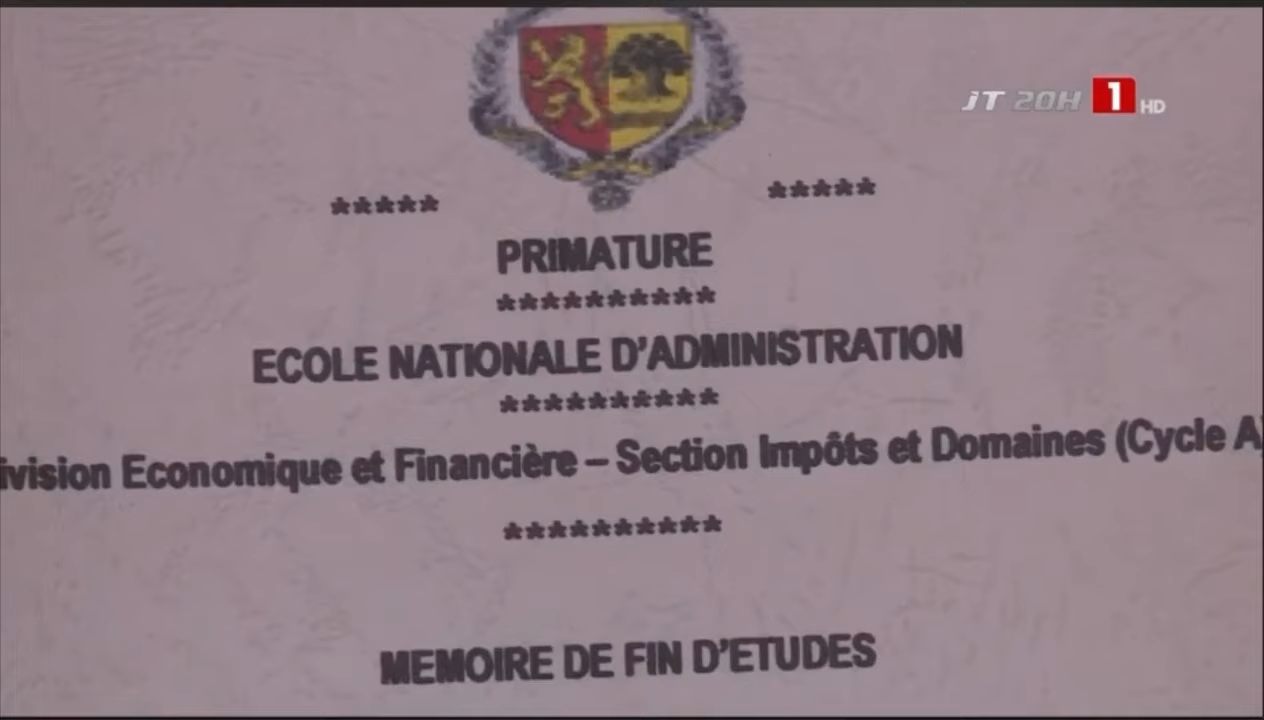 JT 20H 1 HD
***** *****
PRIMATURE
**********
ECOLE NATIONALE D'ADMINISTRATION
**********
ivision Economique et Financière – Section Impôts et Domaines (Cycle A)
**********
MEMOIRE DE FIN D'ETUDES